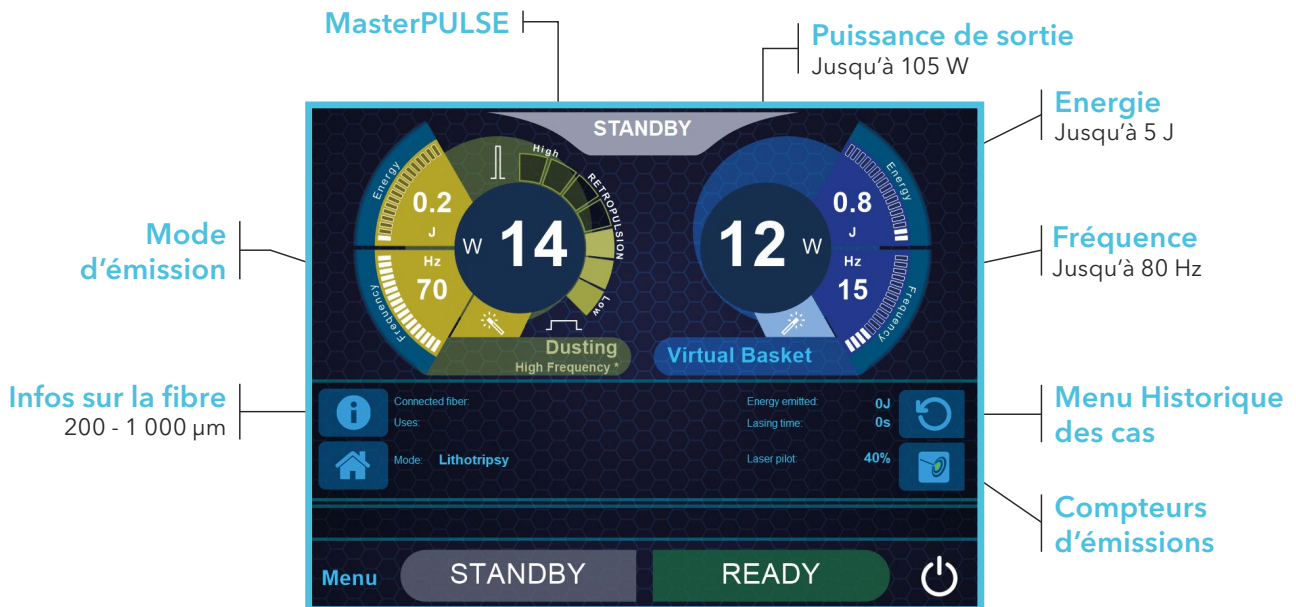 MasterPULSE
Puissance de sortie
Jusqu'à 105 W
Energie
Jusqu'à 5 J
Mode
d'émission
Fréquence
Jusqu'à 80 Hz
Infos sur la fibre
200 - 1 000 µm
Menu Historique
des cas
Compteurs
d'émissions
STANDBY
Energy
0.2
J
Hz
70
Frequency
W 14
High
RETROPULSION
Low
Dusting
High Frequency *
12 W
Energy
0.8
J
Hz
15
Frequency
Virtual Basket
Connected fiber:
Uses:
Mode: Lithotripsy
Energy emitted: 0J
Lasing time: 0s
Laser pilot: 40%
Menu
STANDBY
READY